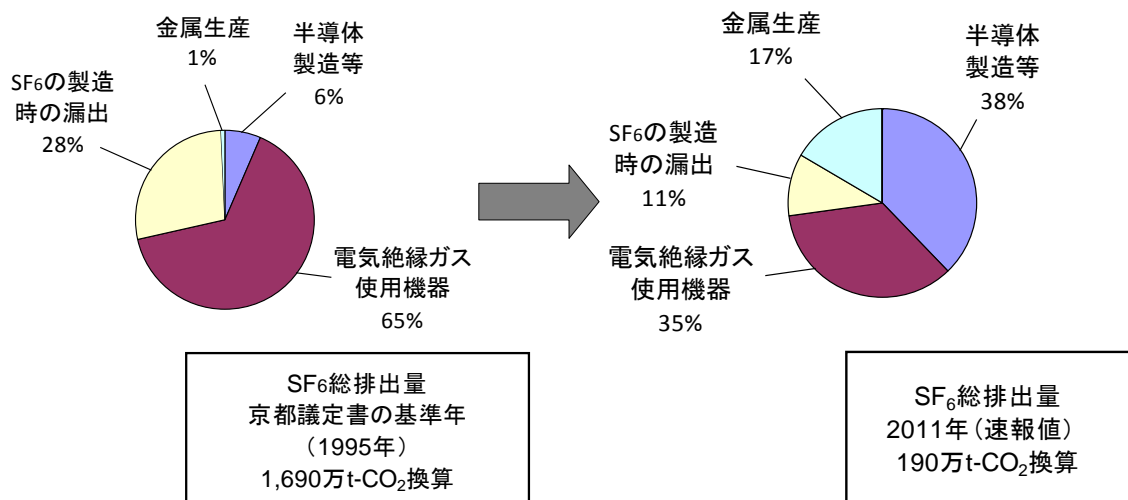 金属生産
1%
半導体
製造等
6%
SF6の製造
時の漏出
28%
電気絶縁ガス
使用機器
65%
SF6総排出量
京都議定書の基準年
（1995年）
1,690万t-CO2換算
金属生産
17%
半導体
製造等
38%
SF6の製造
時の漏出
11%
電気絶縁ガス
使用機器
35%
SF6総排出量
2011年（速報値）
190万t-CO2換算